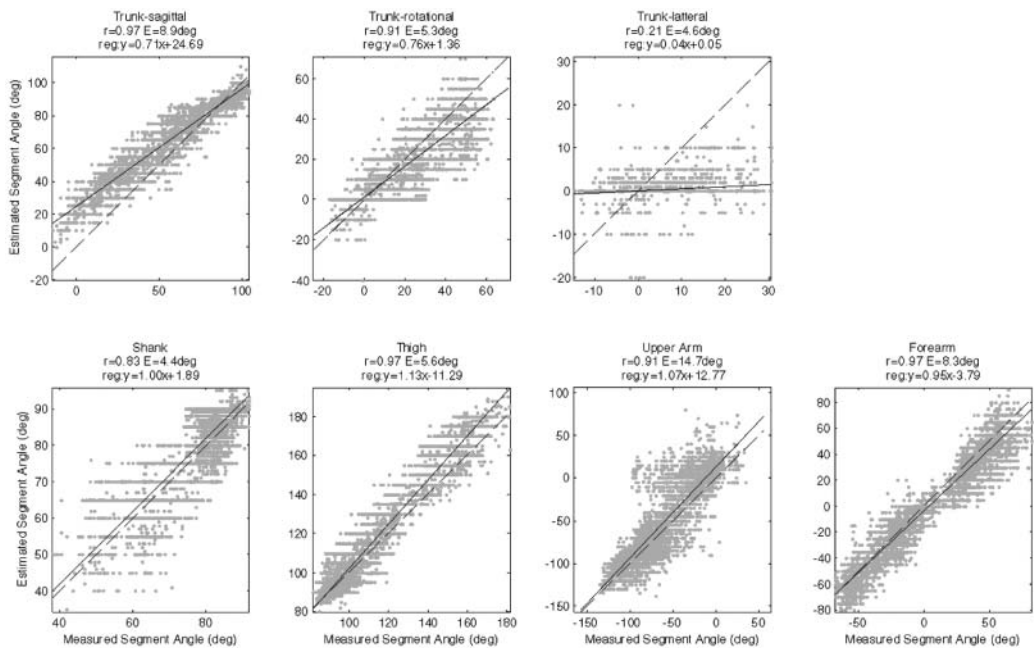 Trunk-sagittal
r=0.97 E=8.9deg
reg:y=0.71x+24.69
Trunk-rotational
r=0.91 E=5.3deg
reg:y=0.76x+1.36
Trunk-latteral
r=0.21 E=4.6deg
reg:y=0.04x+0.05
Estimated Segment Angle (deg)
100
80
60
40
20
0
-20
0
50
100
70
60
40
20
0
-20
-40
-20
0
20
40
60
30
20
10
0
-10
-20
-10
0
10
20
30
Shank
r=0.83 E=4.4deg
reg:y=1.00x+1.89
Thigh
r=0.97 E=5.6deg
reg:y=1.13x-11.29
Upper Arm
r=0.91 E=14.7deg
reg:y=1.07x+12.77
Forearm
r=0.97 E=8.3deg
reg:y=0.95x-3.79
Estimated Segment Angle (deg)
90
80
70
60
50
40
40
60
80
Measured Segment Angle (deg)
180
160
140
120
100
80
100
120
140
160
180
Measured Segment Angle (deg)
100
50
0
-50
-100
-150
-150
-100
-50
0
50
Measured Segment Angle (deg)
80
60
40
20
0
-20
-40
-60
-80
-50
0
50
Measured Segment Angle (deg)